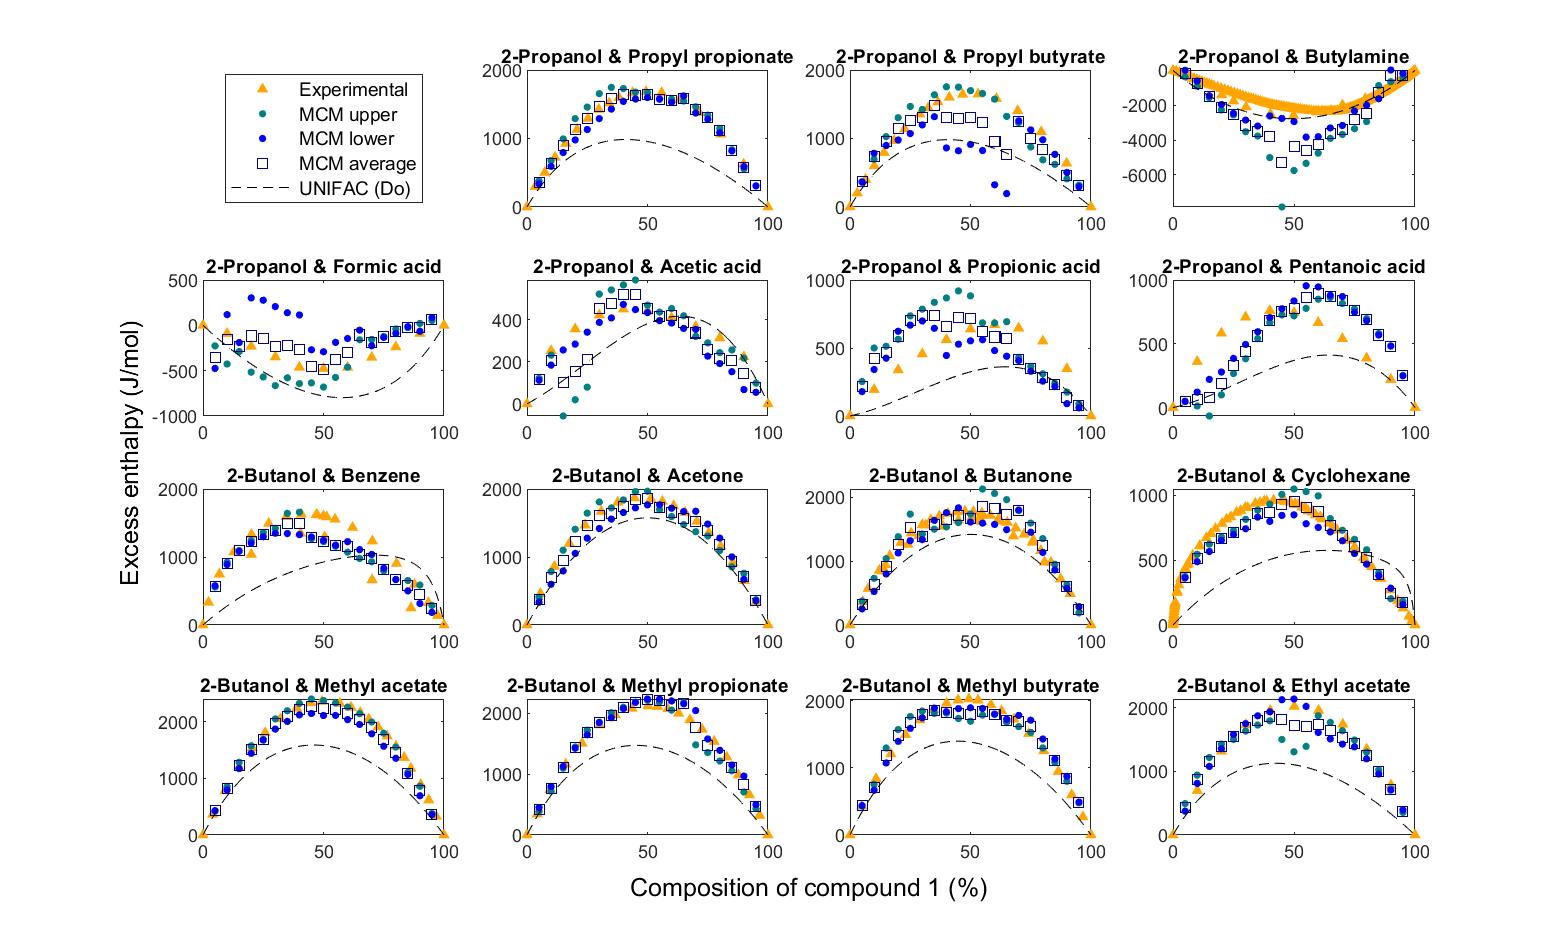 2-Propanol & Propyl propionate
2-Propanol & Propyl butyrate
2-Propanol & Butylamine
Experimental
MCM upper
MCM lower
MCM average
UNIFAC (Do)
2000
1000
0
0 50 100
2000
1500
1000
500
0
0 50 100
0
-2000
-4000
-6000
0 50 100
2-Propanol & Formic acid
2-Propanol & Acetic acid
2-Propanol & Propionic acid
2-Propanol & Pentanoic acid
500
0
-500
-1000
0 50 100
400
200
0
0 50 100
1000
500
0
0 50 100
1000
500
0
0 50 100
2-Butanol & Benzene
2-Butanol & Acetone
2-Butanol & Butanone
2-Butanol & Cyclohexane
2000
1000
0
0 50 100
2000
1000
0
0 50 100
2000
1000
0
0 50 100
1000
500
0
0 50 100
2-Butanol & Methyl acetate
2-Butanol & Methyl propionate
2-Butanol & Methyl butyrate
2-Butanol & Ethyl acetate
2000
1000
0
0 50 100
2000
1000
0
0 50 100
2000
1000
0
0 50 100
2000
1000
0
0 50 100
Excess enthalpy (J/mol)
Composition of compound 1 (%)